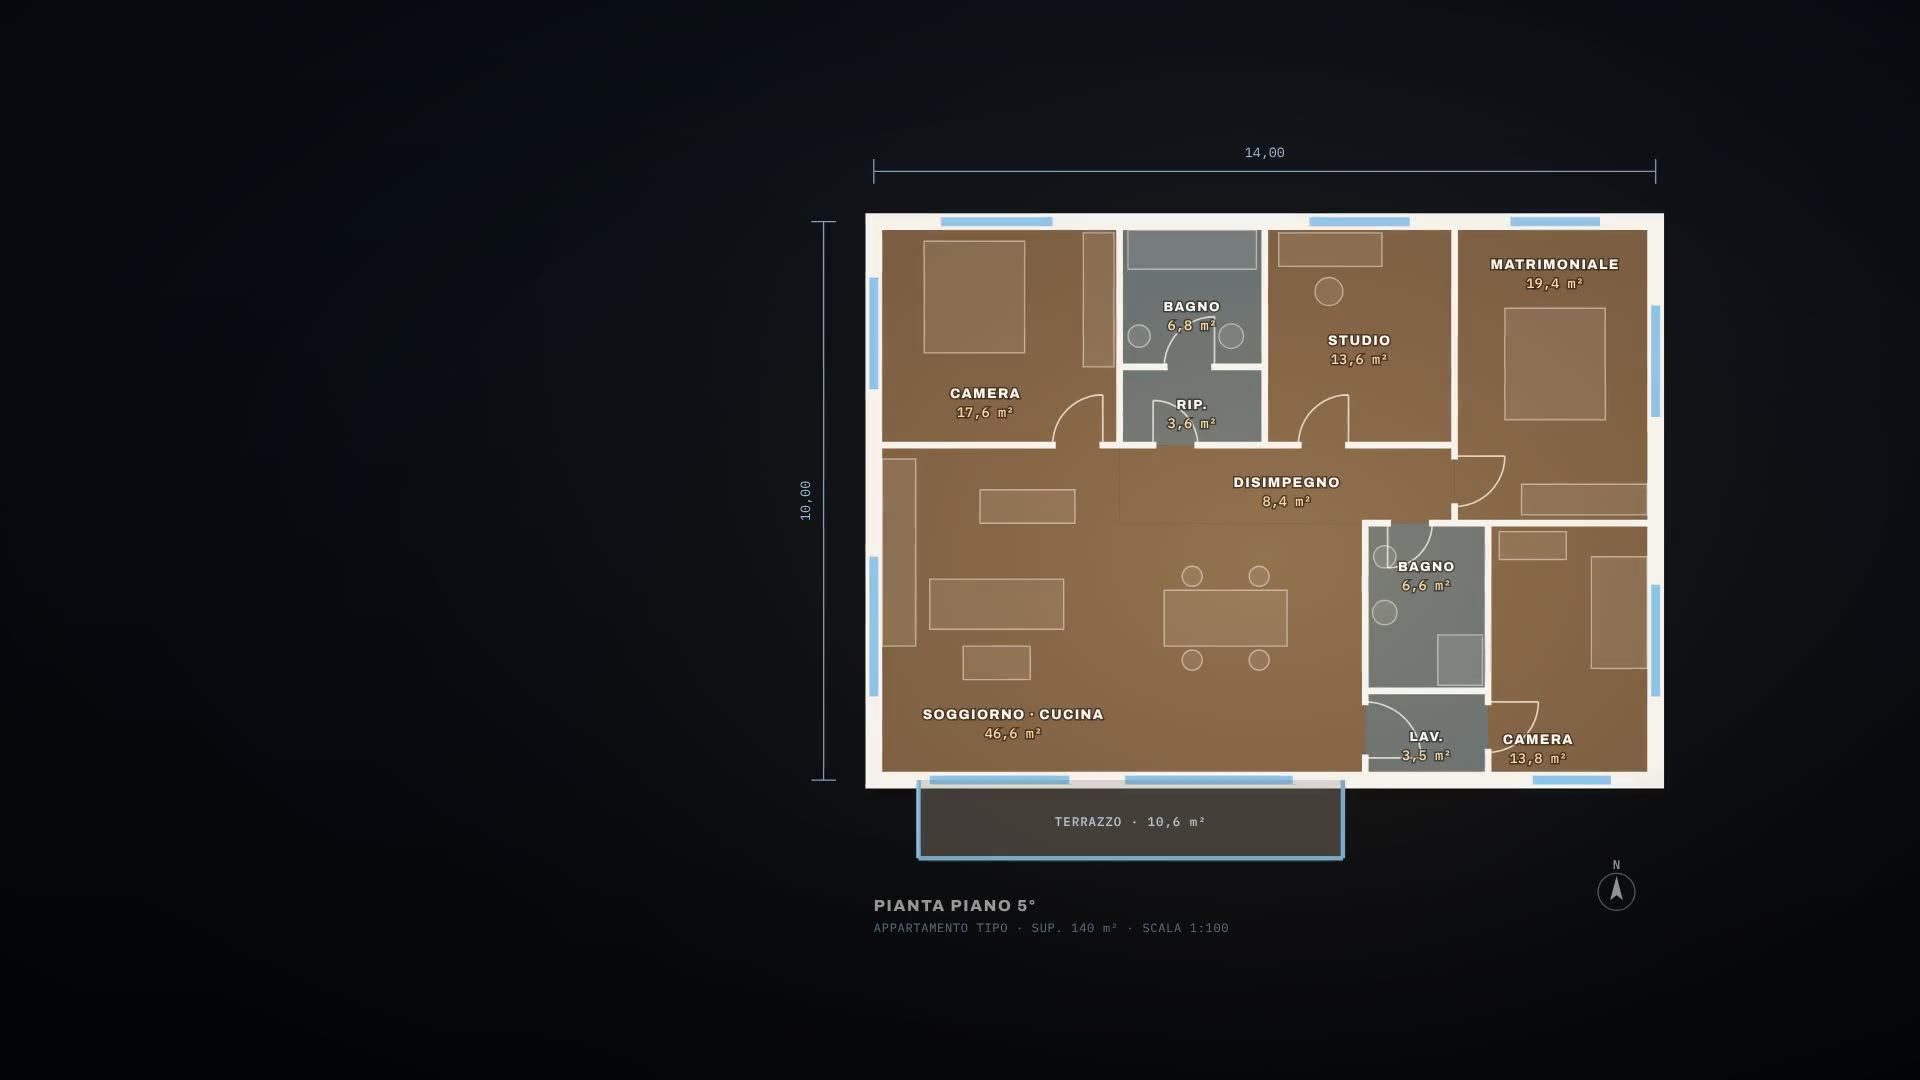 14,00
10,00
MATRIMONIALE
19,4 m²
BAGNO
6,8 m²
STUDIO
13,6 m²
CAMERA
17,6 m²
RIP.
3,6 m²
DISIMPEGNO
8,4 m²
BAGNO
6,6 m²
SOGGIORNO · CUCINA
46,6 m²
LAV.
3,5 m²
CAMERA
13,8 m²
TERRAZZO · 10,6 m²
N
PIANTA PIANO 5°
APPARTAMENTO TIPO · SUP. 140 m² · SCALA 1:100